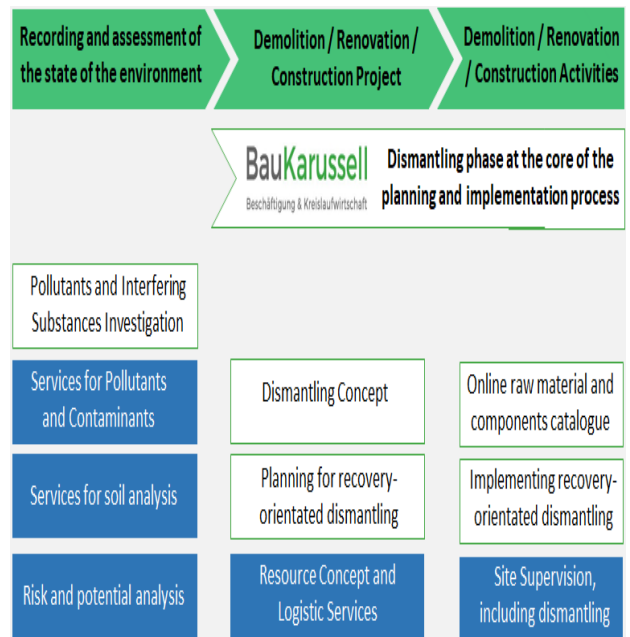 Recording and assessment of
the state of the environment
Demolition / Renovation /
Construction Project
Demolition / Renovation
/ Construction Activities
BauKarussell
Beschäftigung & Kreislaufwirtschaft
Dismantling phase at the core of the
planning and implementation process
Pollutants and Interfering
Substances Investigation
Services for Pollutants
and Contaminants
Dismantling Concept
Online raw material and
components catalogue
Services for soil analysis
Planning for recovery-
orientated dismantling
Implementing recovery-
orientated dismantling
Risk and potential analysis
Resource Concept and
Logistic Services
Site Supervision,
including dismantling